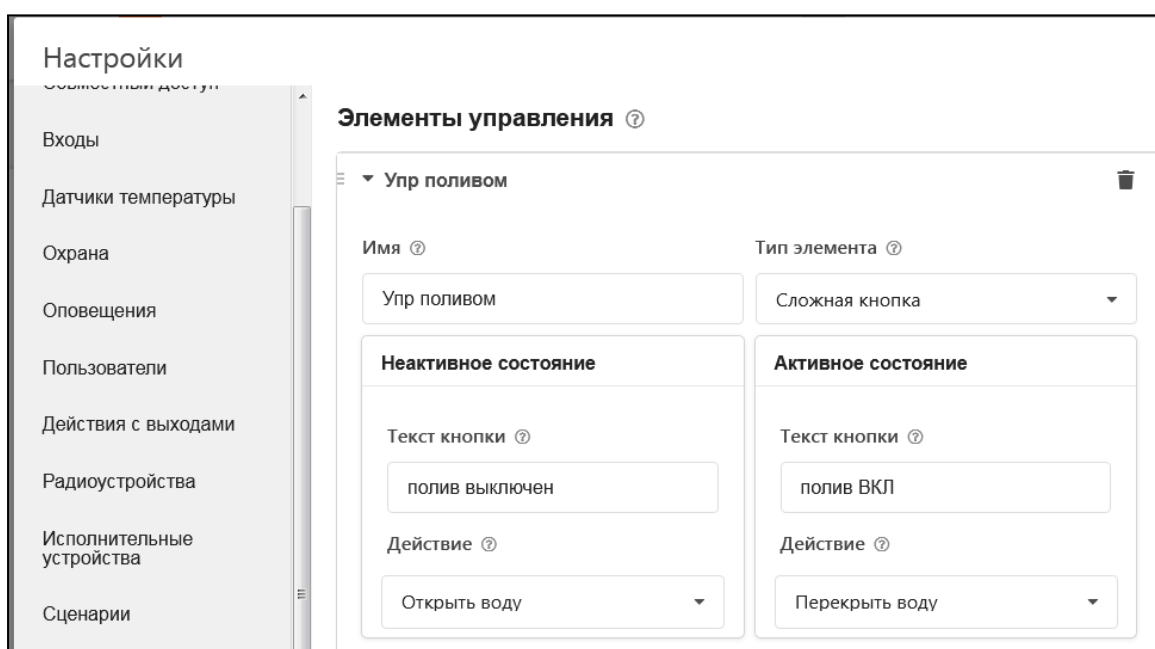 Настройки
Входы
Датчики температуры
Охрана
Оповещения
Пользователи
Действия с выходами
Радиоустройства
Исполнительные
устройства
Сценарии
Элементы управления
Упр поливом
Имя
Тип элемента
Упр поливом
Сложная кнопка
Неактивное состояние
Активное состояние
Текст кнопки
Текст кнопки
полив выключен
полив ВКЛ
Действие
Действие
Открыть воду
Перекрыть воду